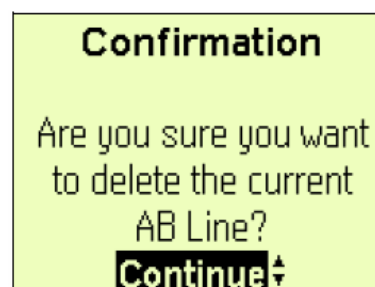 Confirmation
Are you sure you want
to delete the current
AB Line?
Continue